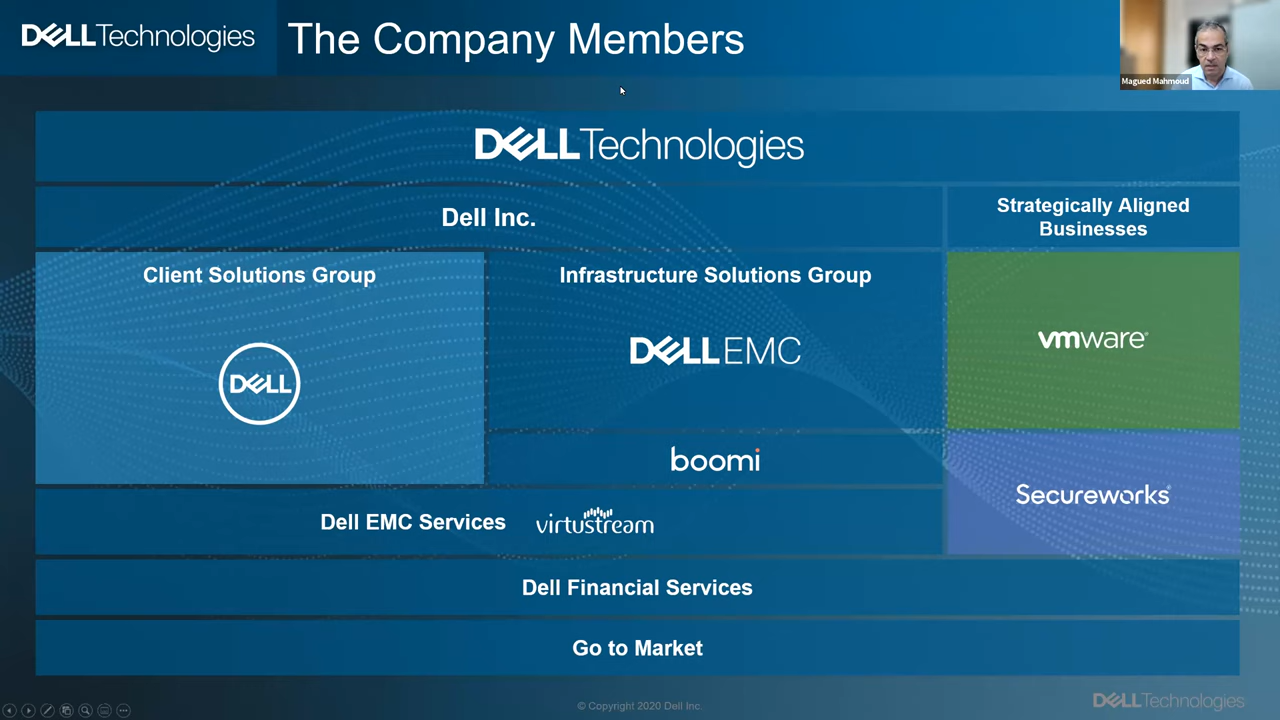 DELLTechnologies
The Company Members
Magued Mahmoud
DELLTechnologies
Dell Inc.
Strategically Aligned
Businesses
Client Solutions Group
Infrastructure Solutions Group
DELL
DELLEMC
vmware®
boomi
Secureworks®
Dell EMC Services
virtustream
Dell Financial Services
Go to Market
© Copyright 2020 Dell Inc.
DELLTechnologies